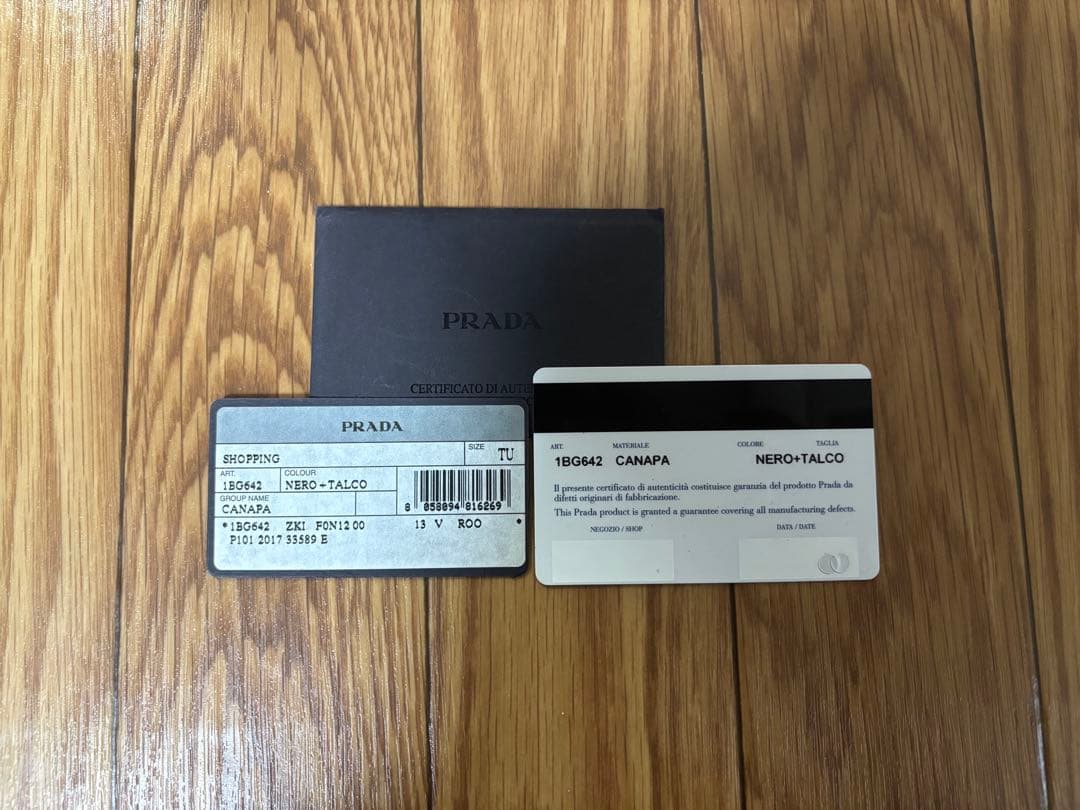 PRADA
CERTIFICATO DI AUTE
PRADA
SHOPPING
SIZE
TU
ART.
COLOUR
1BG642
NERO+TALCO
GROUP NAME
CANAPA
8 058094 816269
*1BG642 ZKI F0N12 00 13 V ROO *
P101 2017 33589 E
ART. MATERIALE COLORE TAGLIA
1BG642 CANAPA NERO+TALCO
Il presente certificato di autenticità costituisce garanzia del prodotto Prada da
difetti originari di fabbricazione.
This Prada product is granted a guarantee covering all manufacturing defects.
NEGOZIO / SHOP DATA / DATE